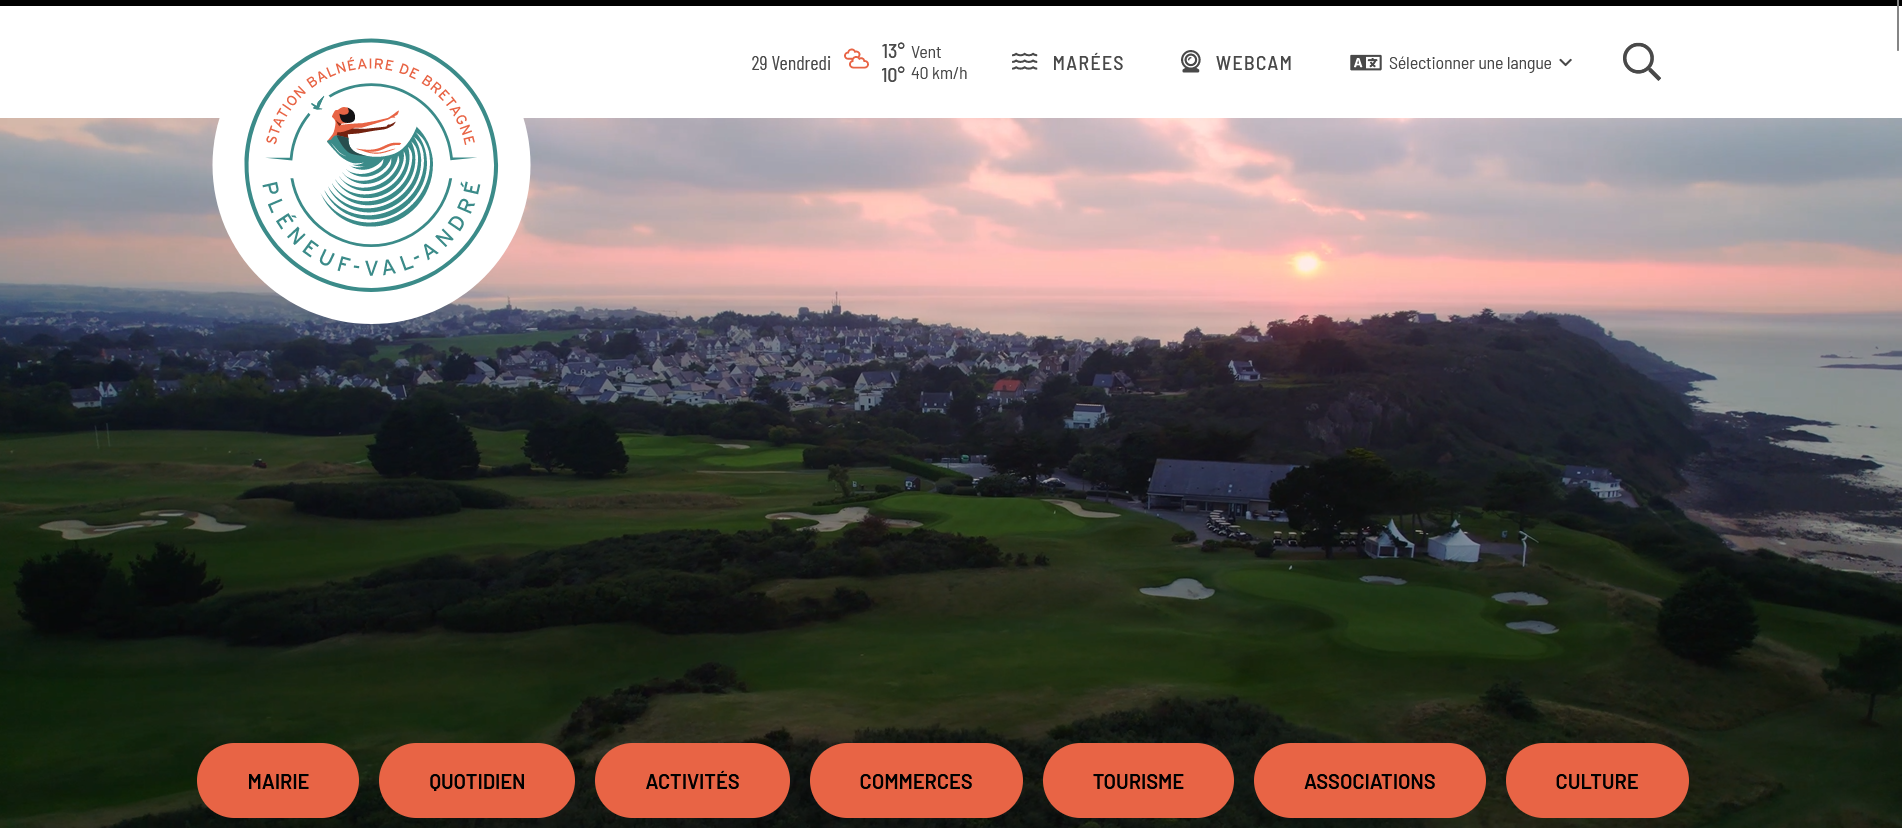 STATION BALNÉAIRE DE BRETAGNE
PLÉNEUF-VAL-ANDRÉ
29 Vendredi
13° Vent
10° 40 km/h
MARÉES
WEBCAM
Sélectionner une langue
MAIRIE
QUOTIDIEN
ACTIVITÉS
COMMERCES
TOURISME
ASSOCIATIONS
CULTURE